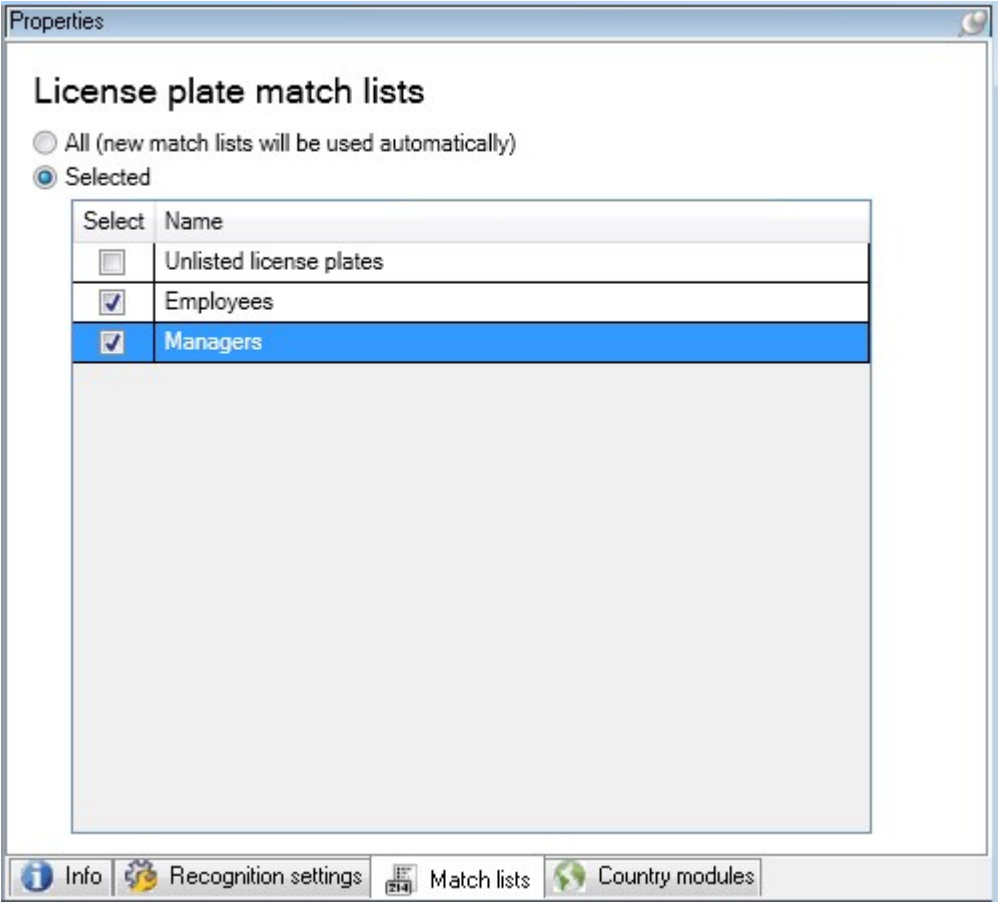 Properties
License plate match lists
All (new match lists will be used automatically)
Selected
Select Name
Unlisted license plates
Employees
Managers
Info Recognition settings 214 Match lists Country modules